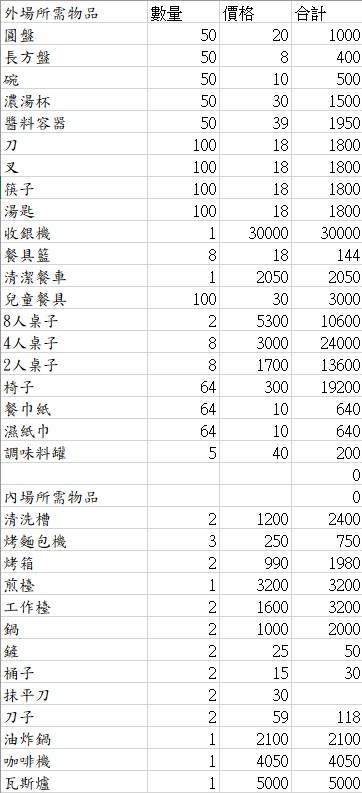 外場所需物品 數量 價格 合計
圓盤 50 20 1000
長方盤 50 8 400
碗 50 10 500
濃湯杯 50 30 1500
醬料容器 50 39 1950
刀 100 18 1800
叉 100 18 1800
筷子 100 18 1800
湯匙 100 18 1800
收銀機 1 30000 30000
餐具籃 8 18 144
清潔餐車 1 2050 2050
兒童餐具 100 30 3000
8人桌子 2 5300 10600
4人桌子 8 3000 24000
2人桌子 8 1700 13600
椅子 64 300 19200
餐巾紙 64 10 640
濕紙巾 64 10 640
調味料罐 5 40 200
0
內場所需物品 0
清洗槽 2 1200 2400
烤麵包機 3 250 750
烤箱 2 990 1980
煎檯 1 3200 3200
工作檯 2 1600 3200
鍋 2 1000 2000
鏟 2 25 50
桶子 2 15 30
抹平刀 2 30
刀子 2 59 118
油炸鍋 1 2100 2100
咖啡機 1 4050 4050
瓦斯爐 1 5000 5000